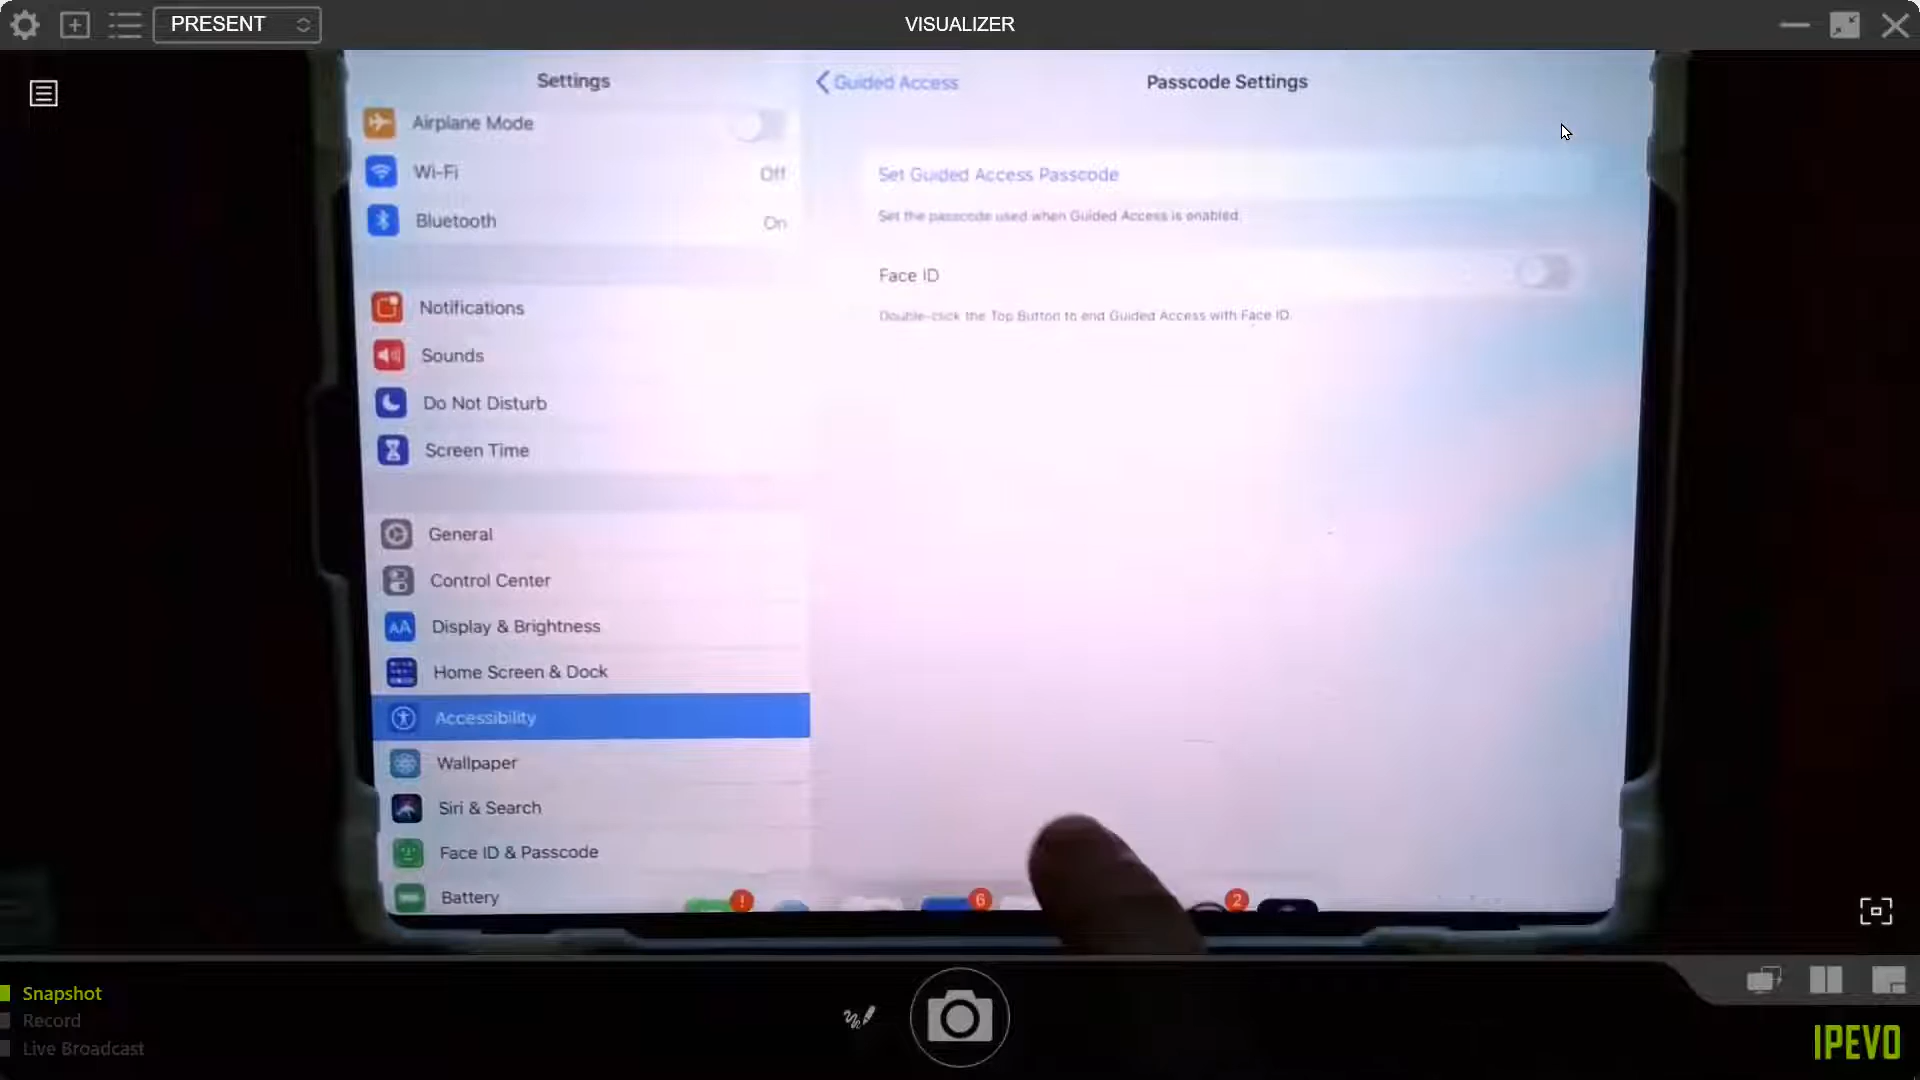 PRESENT
VISUALIZER
Settings
Airplane Mode
Wi-Fi
Off
Bluetooth
On
Notifications
Sounds
Do Not Disturb
Screen Time
General
Control Center
AA
Display & Brightness
Home Screen & Dock
Accessibility
Wallpaper
Siri & Search
Face ID & Passcode
Battery
Guided Access
Passcode Settings
Set Guided Access Passcode
Set the passcode used when Guided Access is enabled.
Face ID
Double-click the Top Button to end Guided Access with Face ID.
!
6
2
Snapshot
Record
Live Broadcast
IPEVO